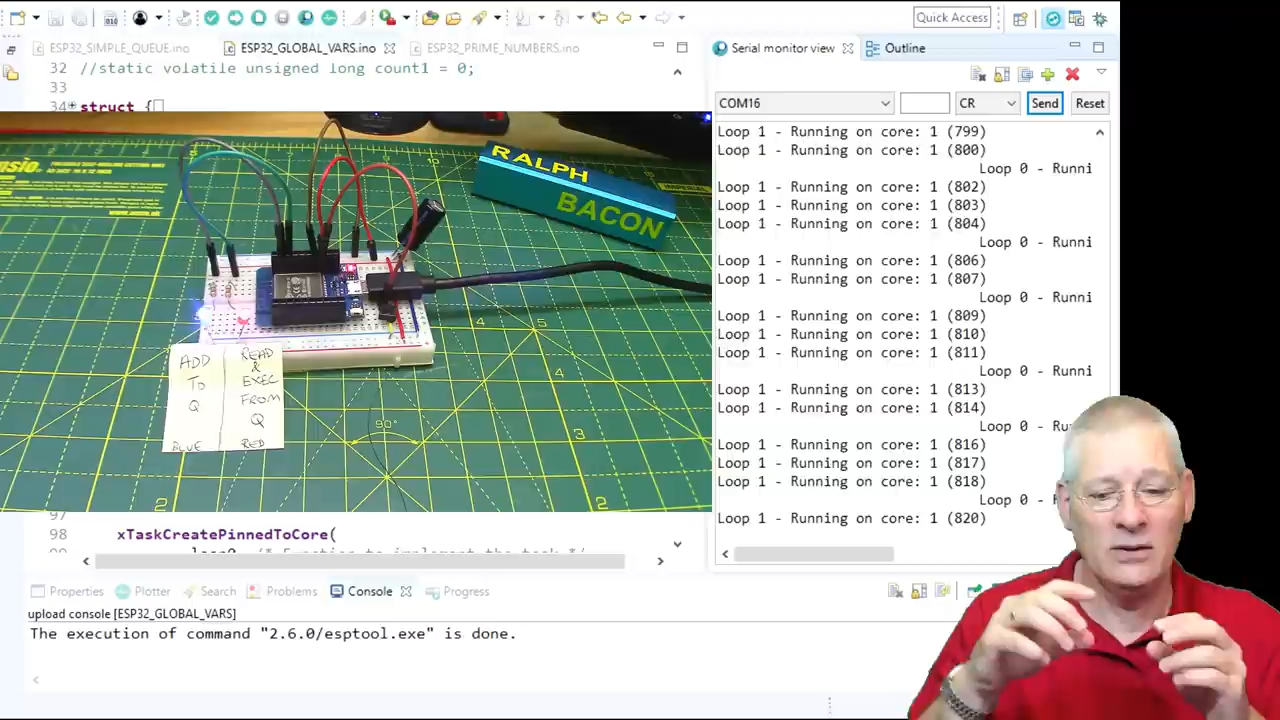 Quick Access
ESP32_SIMPLE_QUEUE.ino
ESP32_GLOBAL_VARS.ino
ESP32_PRIME_NUMBERS.ino
32 //static volatile unsigned long count1 = 0;
33
34 struct {
RALPH
BACON
ADD
To
Q
BLUE
READ
&
EXEC
FROM
Q
RED
90°
98 xTaskCreatePinnedToCore(
Serial monitor view
Outline
COM16
CR
Send
Reset
Loop 1 - Running on core: 1 (799)
Loop 1 - Running on core: 1 (800)
Loop 0 - Runni
Loop 1 - Running on core: 1 (802)
Loop 1 - Running on core: 1 (803)
Loop 1 - Running on core: 1 (804)
Loop 0 - Runni
Loop 1 - Running on core: 1 (806)
Loop 1 - Running on core: 1 (807)
Loop 0 - Runni
Loop 1 - Running on core: 1 (809)
Loop 1 - Running on core: 1 (810)
Loop 1 - Running on core: 1 (811)
Loop 0 - Runni
Loop 1 - Running on core: 1 (813)
Loop 1 - Running on core: 1 (814)
Loop 0 -
Loop 1 - Running on core: 1 (816)
Loop 1 - Running on core: 1 (817)
Loop 1 - Running on core: 1 (818)
Loop 0 -
Loop 1 - Running on core: 1 (820)
Properties
Plotter
Search
Problems
Console
Progress
upload console [ESP32_GLOBAL_VARS]
The execution of command "2.6.0/esptool.exe" is done.